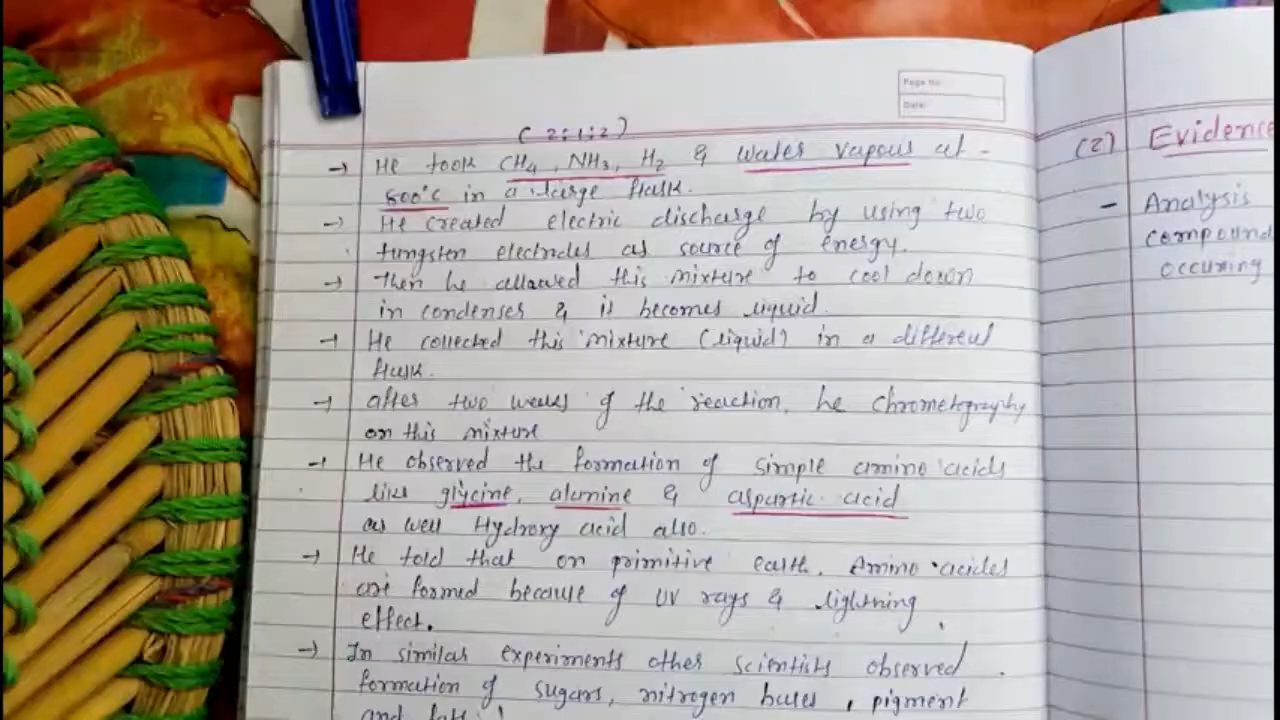 Page No.
Date:
( 2:1:2 )
→ He took CH4, NH3, H2 & water vapour at
800°C in a large flask.
→ He created electric discharge by using two
tungsten electrodes as source of energy.
→ Then he allowed this mixture to cool down
in condenser & it becomes liquid.
→ He collected this mixture (liquid) in a different
flask.
→ after two weeks of the reaction, he chrometography
on this mixture
→ He observed the formation of simple amino acids
like glycine, alanine & aspartic acid
as well Hydroxy acid also.
→ He told that on primitive earth. Amino acides
are formed because of UV rays & lightning
effect.
→ In similar experiments other scientists observed
formation of sugars, nitrogen bases, pigment
and fats.
(2) Evidence
- Analysis
compound
occuring